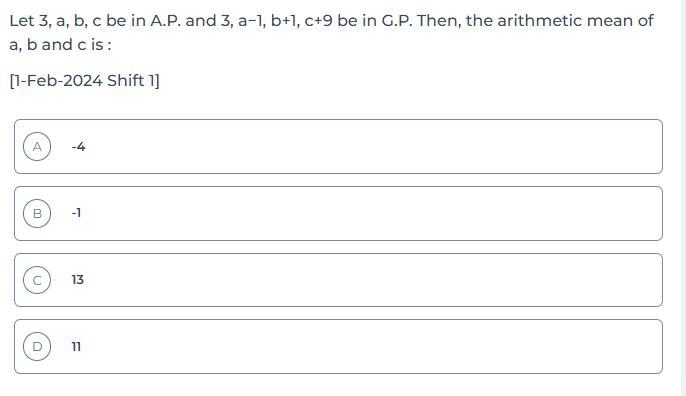 Let 3, a, b, c be in A.P. and 3, a−1, b+1, c+9 be in G.P. Then, the arithmetic mean of
a, b and c is :
[1-Feb-2024 Shift 1]
A -4
B -1
C 13
D 11